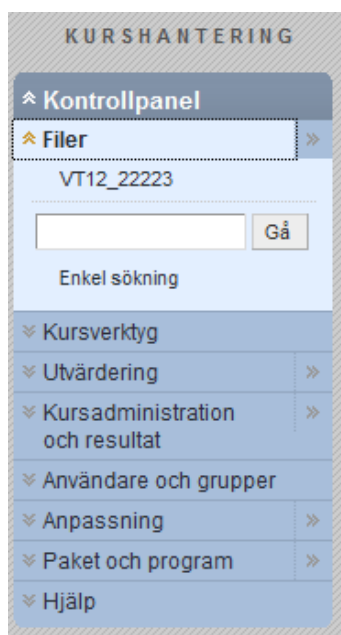 KURSHANTERING
Kontrollpanel
Filer
VT12_22223
Gå
Enkel sökning
Kursverktyg
Utvärdering
Kursadministration
och resultat
Användare och grupper
Anpassning
Paket och program
Hjälp